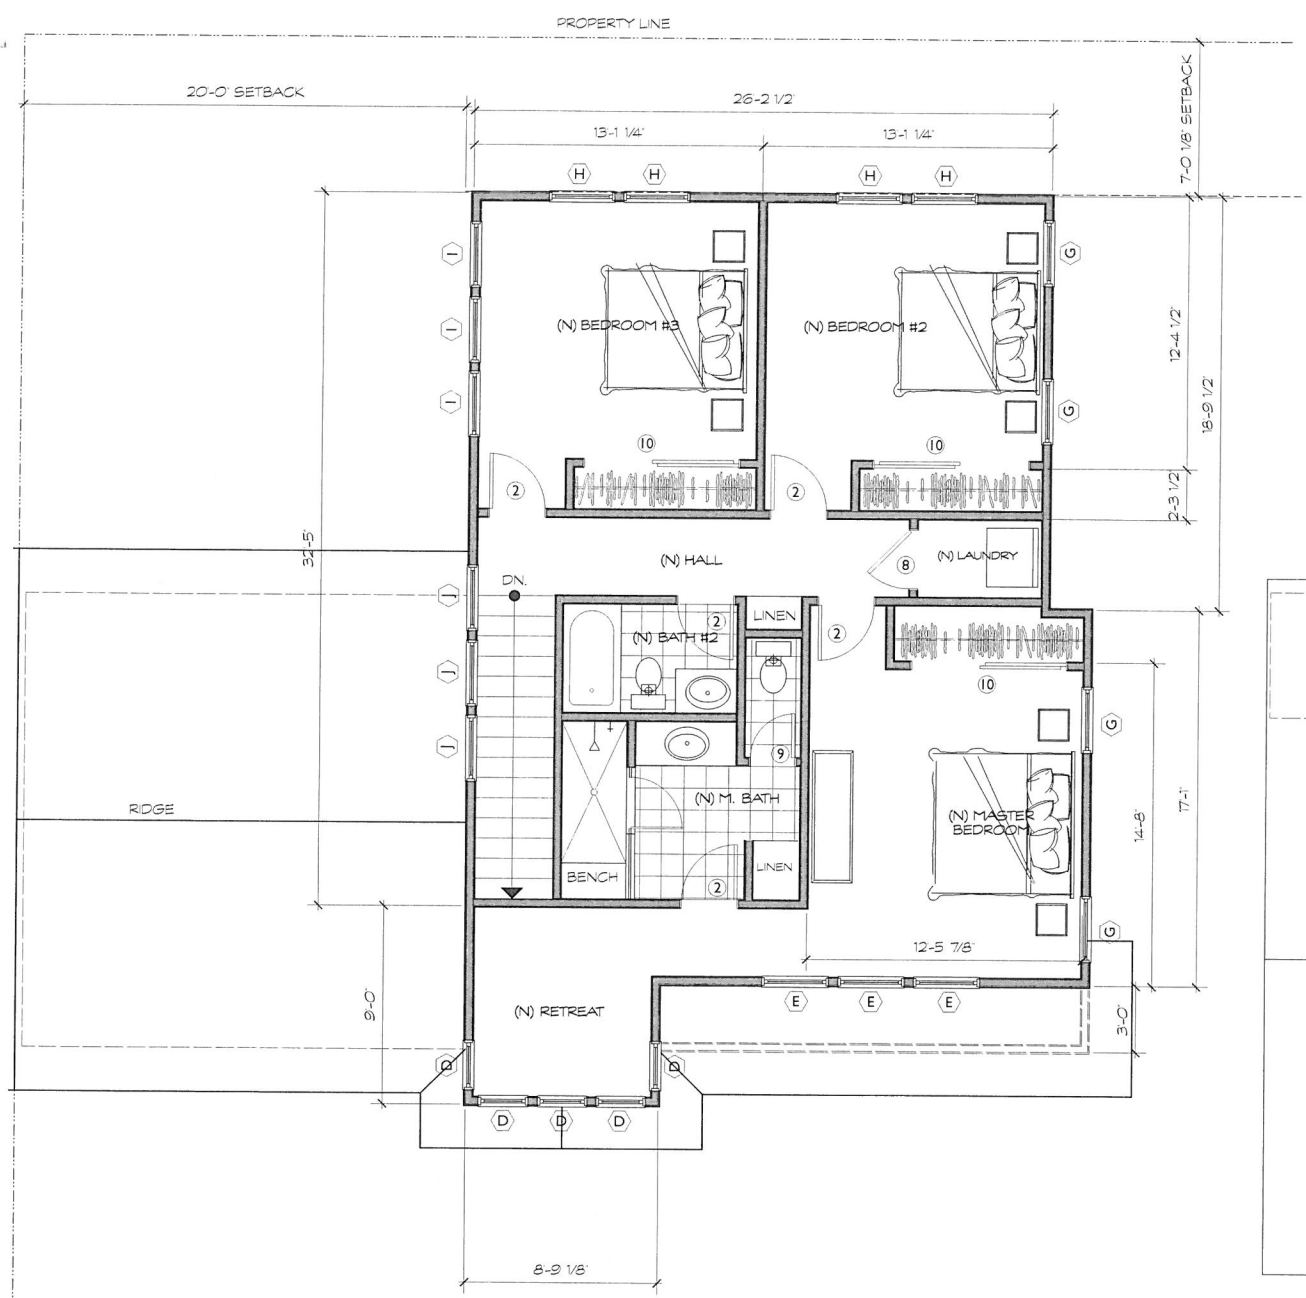 PROPERTY LINE
20'-0" SETBACK
26'-2 1/2"
7'-0 1/8" SETBACK
13'-1 1/4"
13'-1 1/4"
H
H
H
H
I
I
I
G
G
(N) BEDROOM #3
(N) BEDROOM #2
12'-4 1/2"
18'-9 1/2"
10
10
2
2
2'-3 1/2"
32'-5"
(N) HALL
(N) LAUNDRY
8
DN.
J
J
J
LINEN
2
(N) BATH #2
2
10
G
9
RIDGE
(N) M. BATH
(N) MASTER
BEDROOM
14'-8"
17'-1"
BENCH
LINEN
2
G
12'-5 7/8"
9'-0"
(N) RETREAT
E
E
E
3'-0"
D
D
D
D
D
8'-9 1/8"